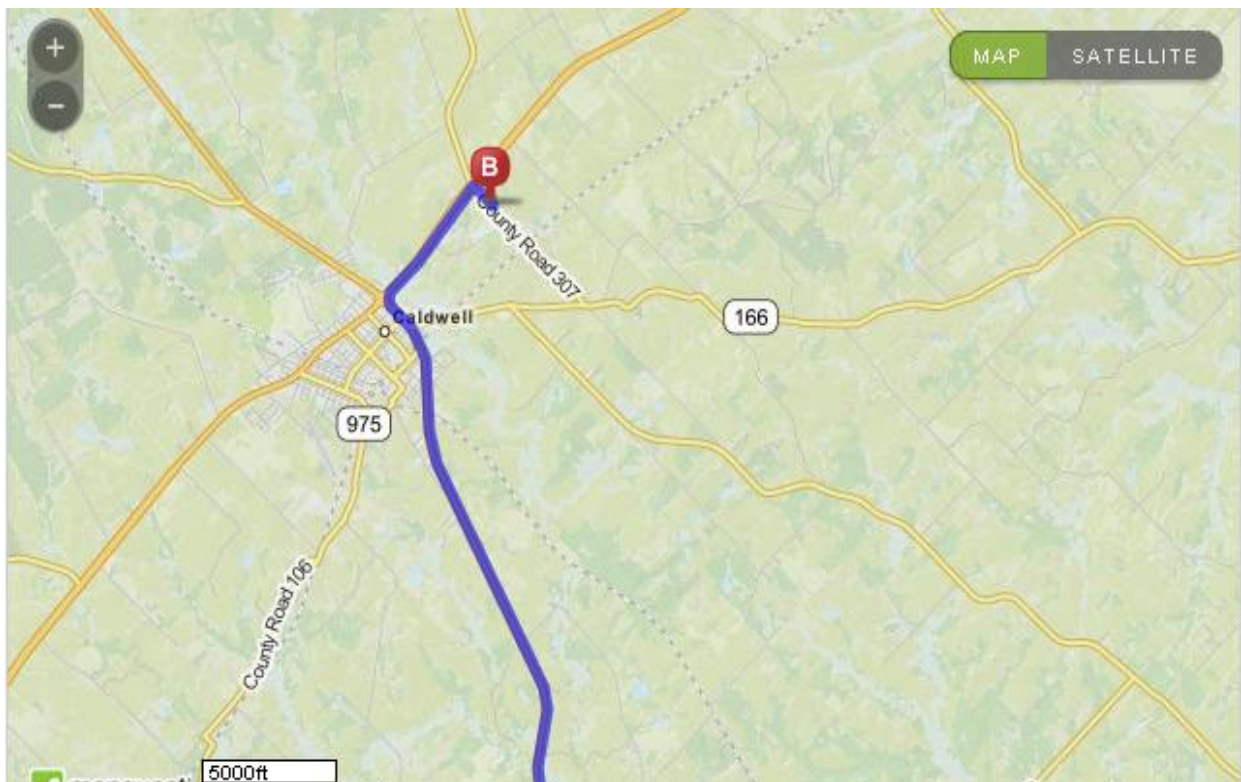 +
MAP
SATELLITE
−
B
County Road 307
166
Caldwell
975
County Road 106
5000ft